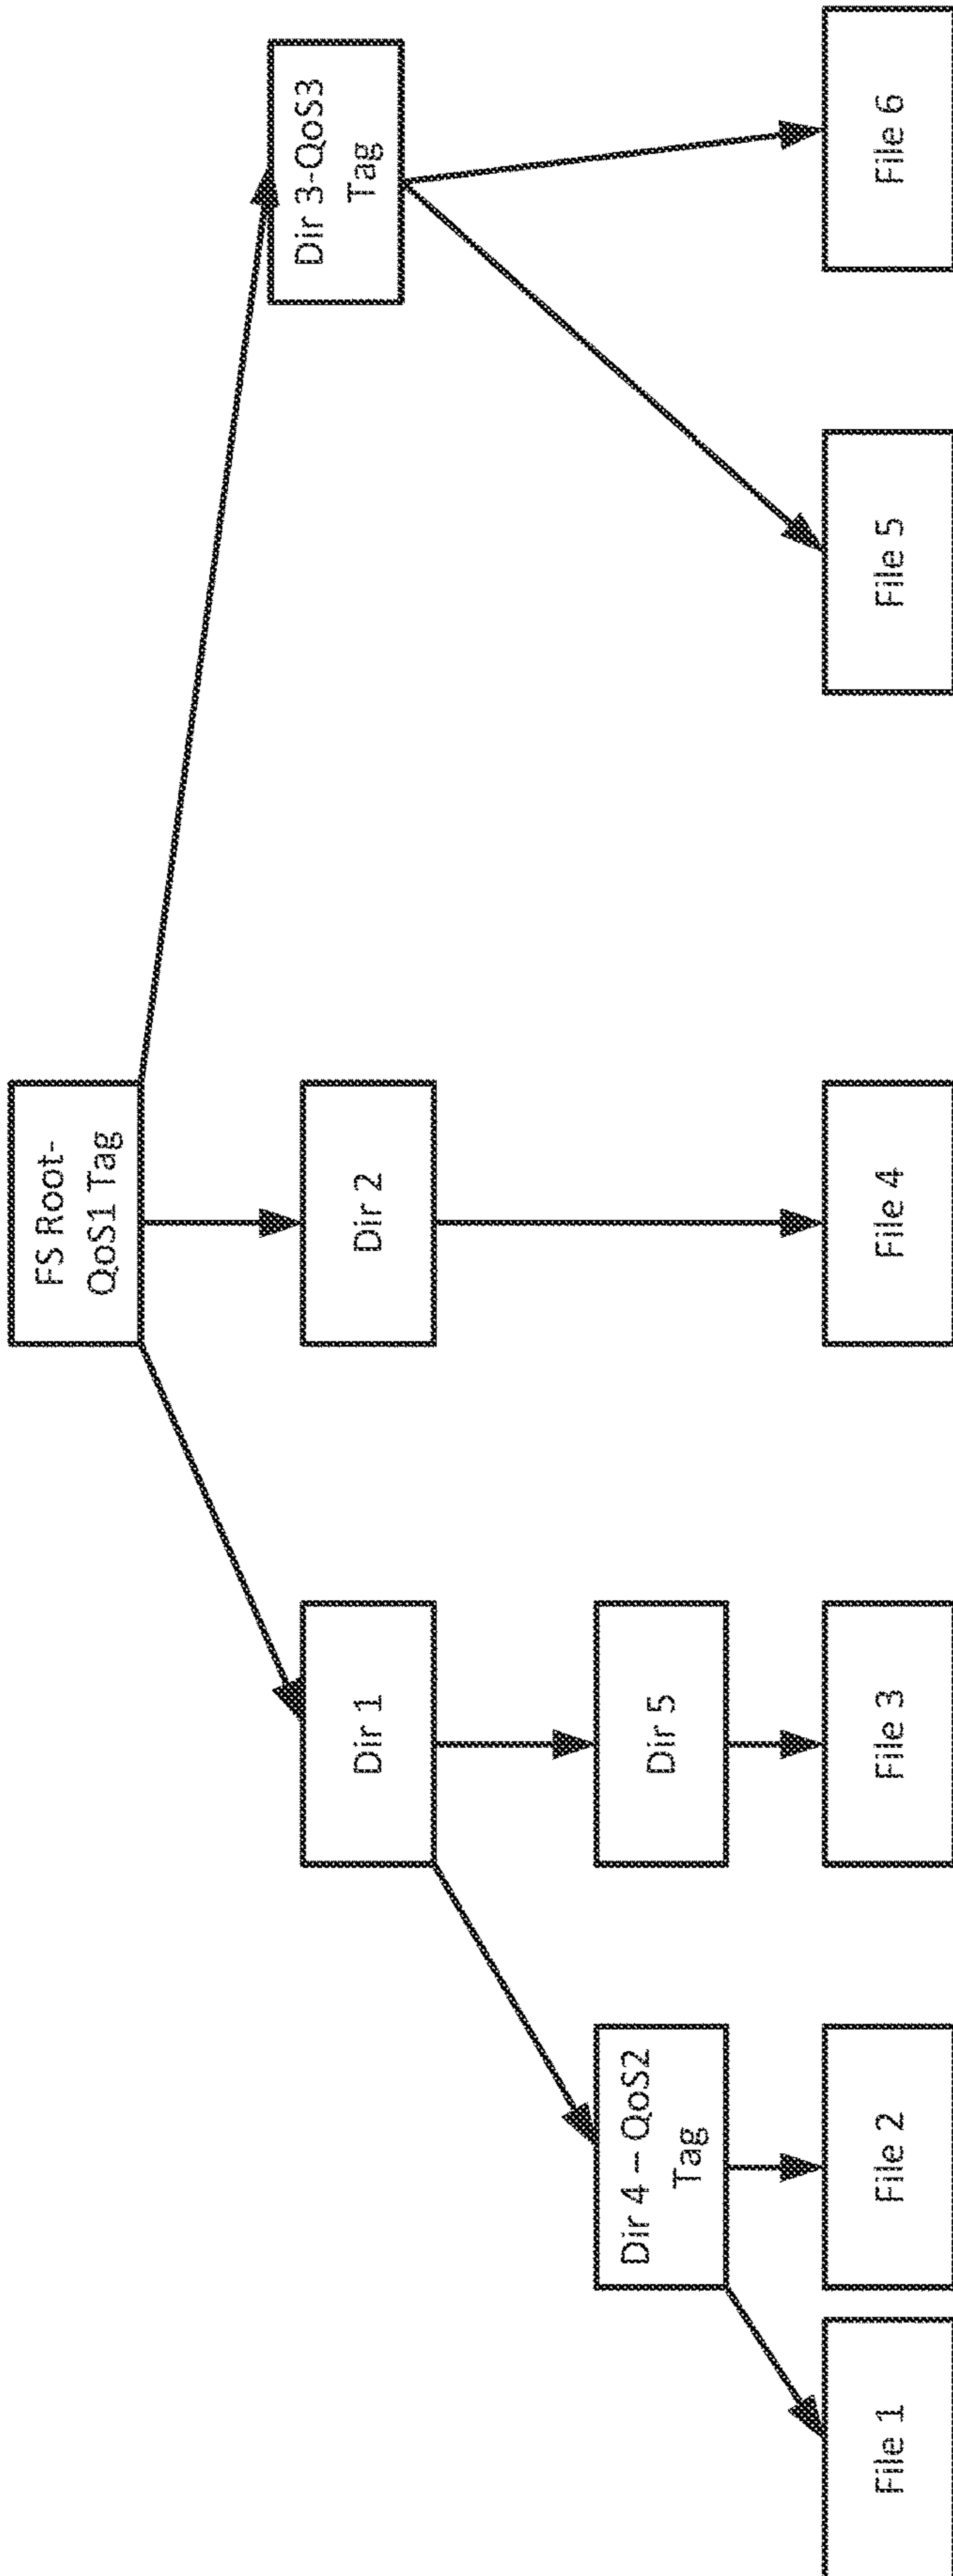 FS Root-
QoS1 Tag
Dir 1
Dir 2
Dir 3-QoS3
Tag
Dir 4 – QoS2
Tag
Dir 5
File 1
File 2
File 3
File 4
File 5
File 6